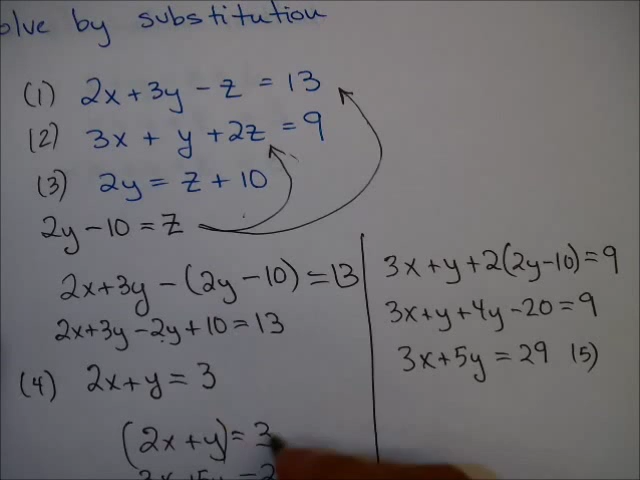 olve by substitution
(1) 2x+3y-z=13
(2) 3x+y+2z=9
(3) 2y=z+10
2y-10=z
2x+3y-(2y-10)=13
2x+3y-2y+10=13
(4) 2x+y=3
(2x+y)=3
3x+y+2(2y-10)=9
3x+y+4y-20=9
3x+5y=29 (5)